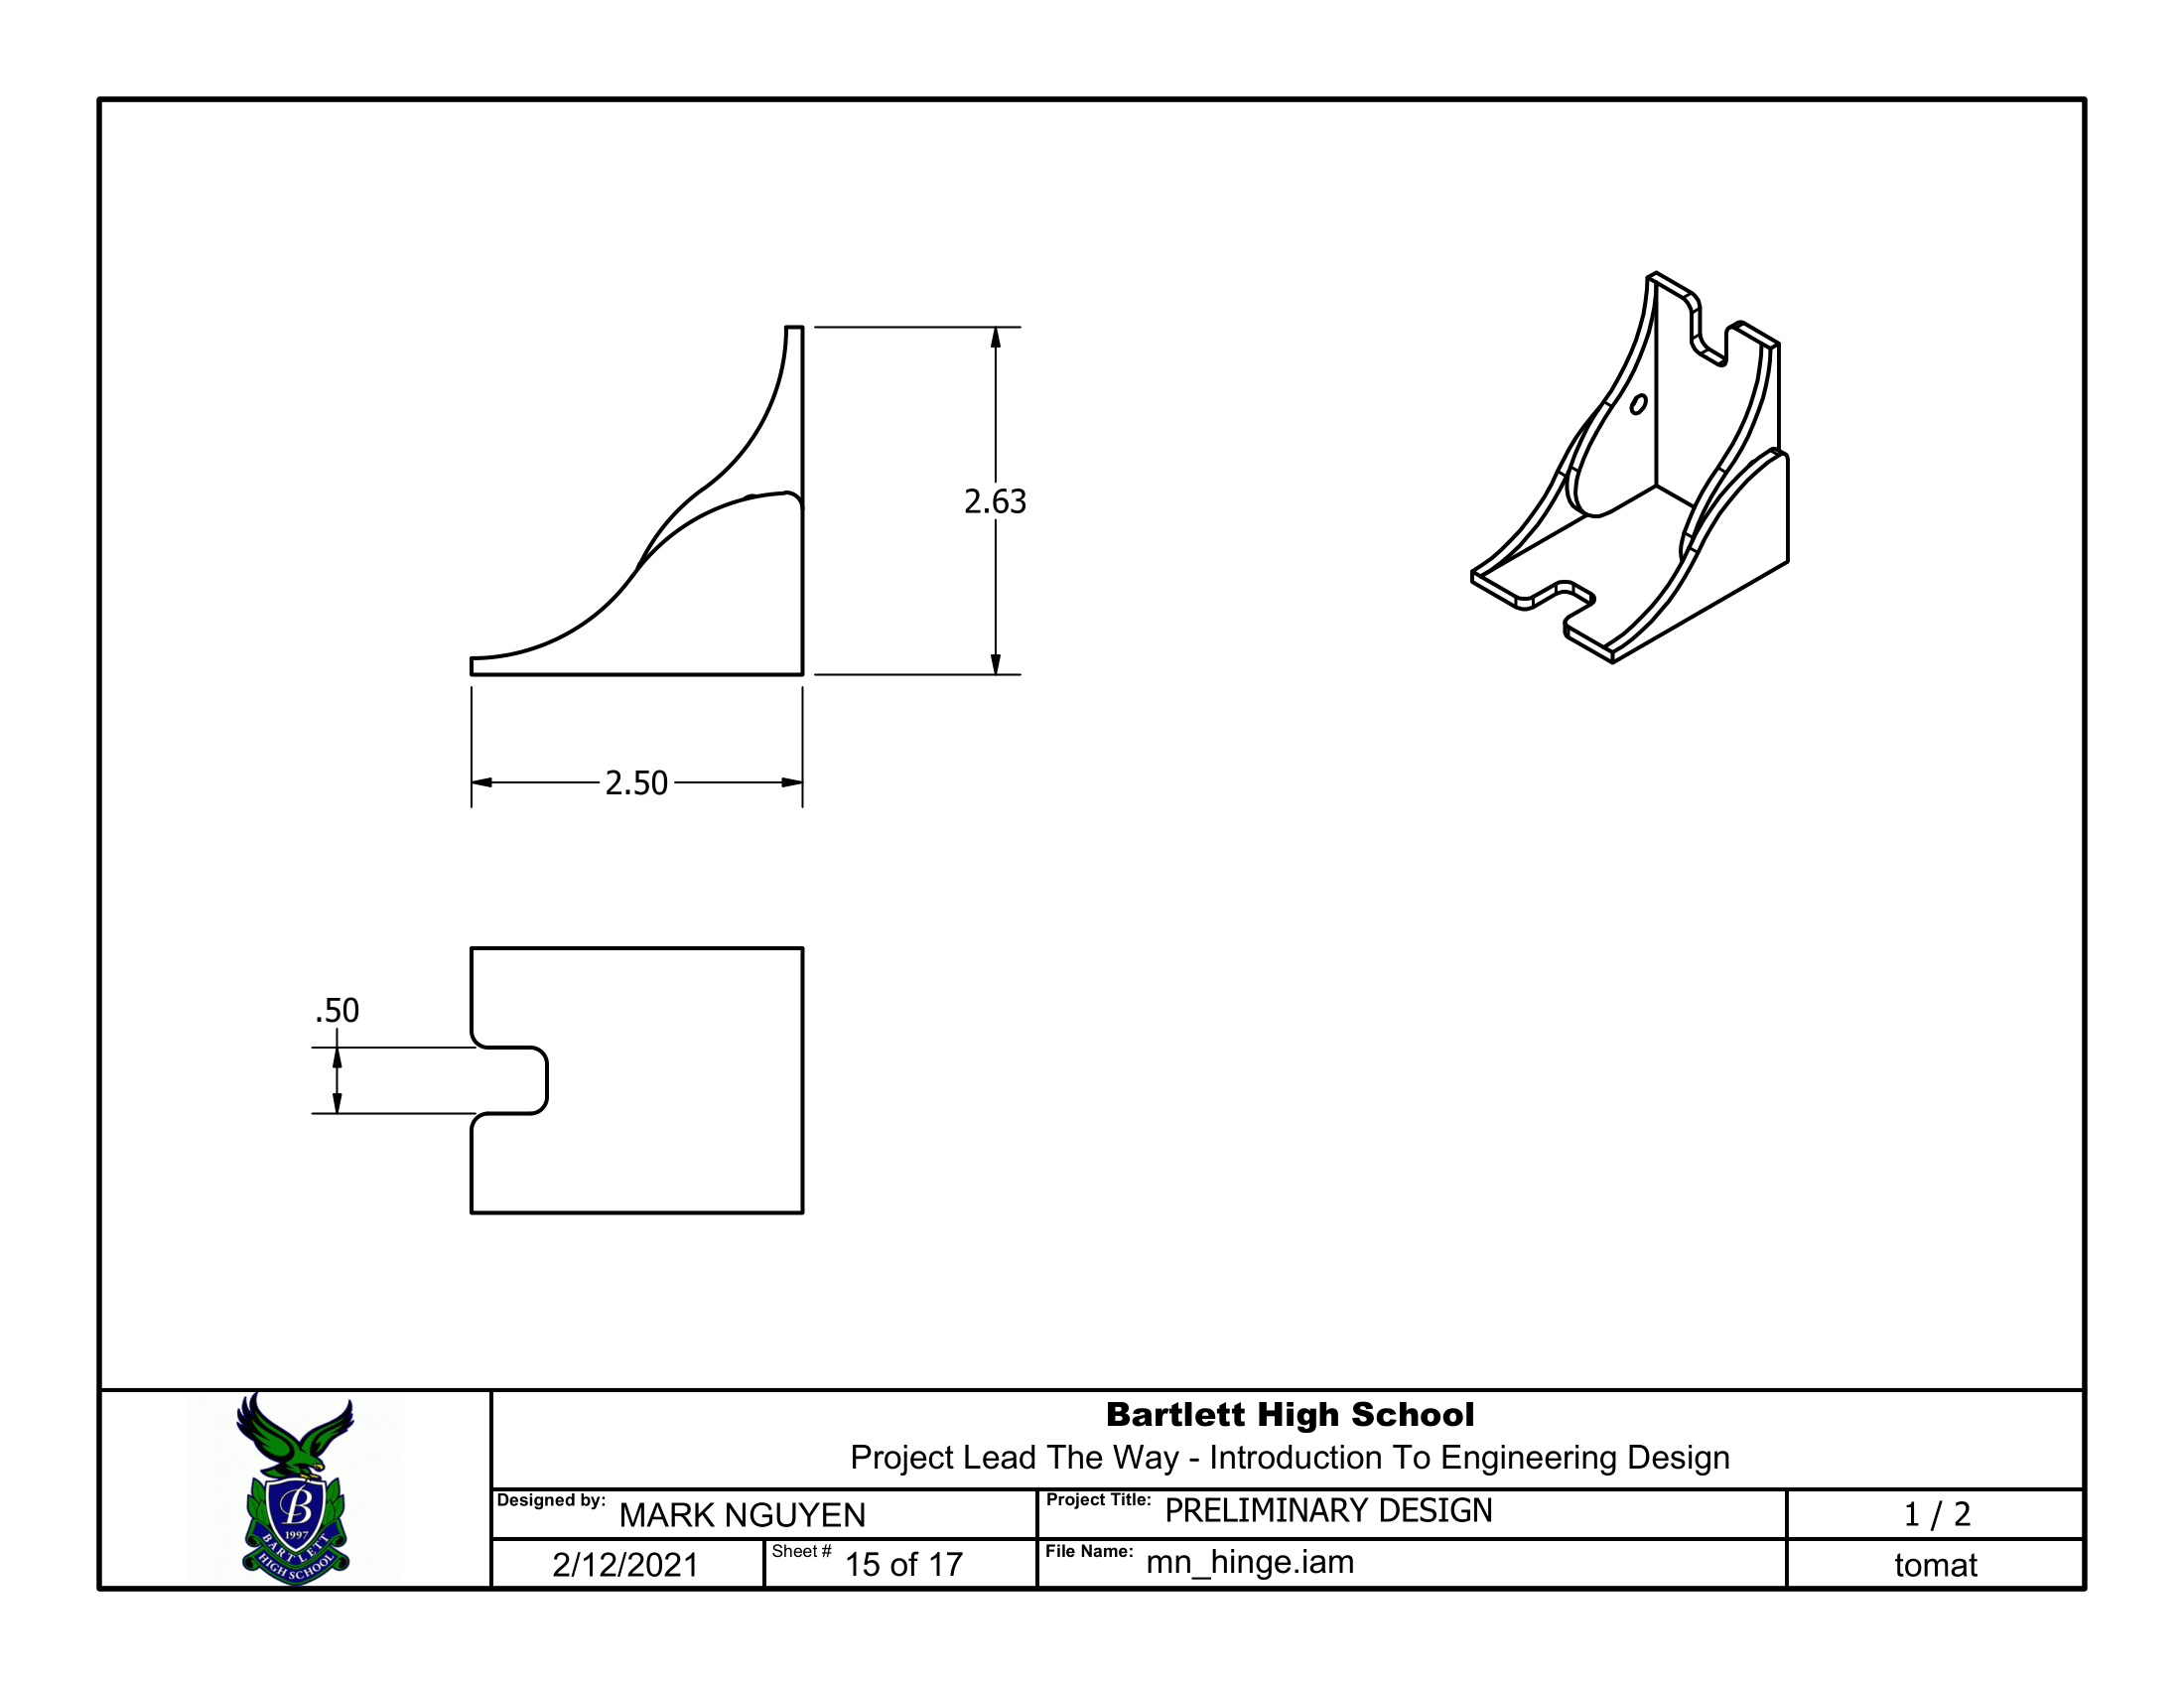 2.63
2.50
.50
B
1997
BARTLETT
HIGH SCHOOL
Bartlett High School
Project Lead The Way - Introduction To Engineering Design
Designed by: MARK NGUYEN
Project Title: PRELIMINARY DESIGN
1 / 2
2/12/2021
Sheet # 15 of 17
File Name: mn_hinge.iam
tomat